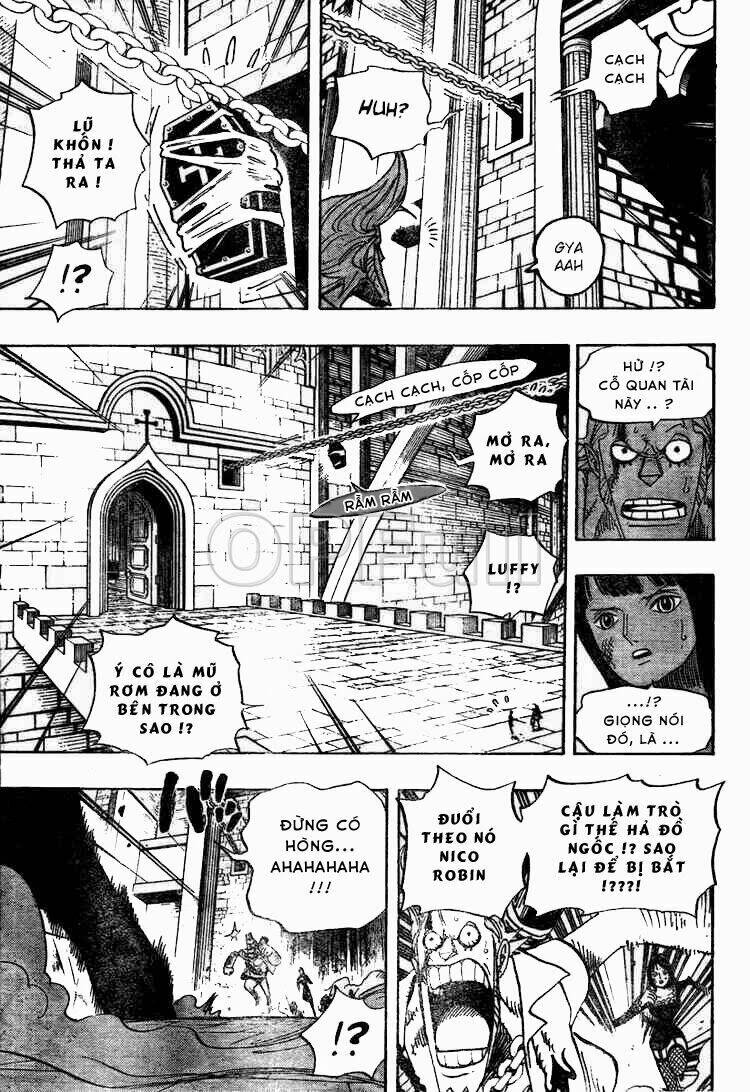 CẠCH
CẠCH
HUH?
GYA
AAH
LŨ
KHỐN !
THẢ TA
RA !
!?
HỬ !?
CỖ QUAN TÀI
NÀY .. ?
...!?
GIỌNG NÓI
ĐÓ, LÀ ...
CẠCH CẠCH, CỐP CỐP
MỞ RA,
MỞ RA
RẦM RẦM
LUFFY
!?
Ý CÔ LÀ MŨ
RƠM ĐANG Ở
BÊN TRONG
SAO !?
CẬU LÀM TRÒ
GÌ THẾ HẢ ĐỒ
NGỐC !? SAO
LẠI ĐỂ BỊ BẮT
!???!
ĐUỔI
THEO NÓ
NICO
ROBIN
ĐỪNG CÓ
HÒNG...
AHAHAHAHA
!!!
!?